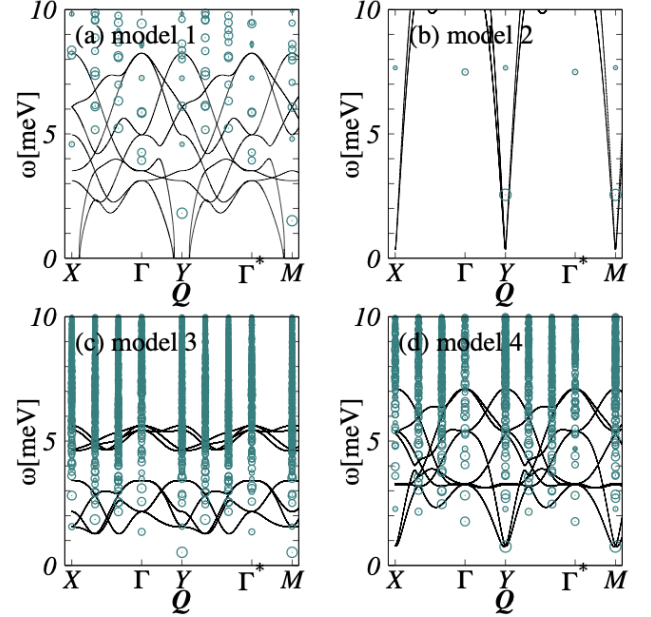 10 (a) model 1
5
ω[meV]
0
X Γ Y Γ* M
Q
10 (b) model 2
5
ω[meV]
0
X Γ Y Γ* M
Q
10 (c) model 3
5
ω[meV]
0
X Γ Y Γ* M
Q
10 (d) model 4
5
ω[meV]
0
X Γ Y Γ* M
Q